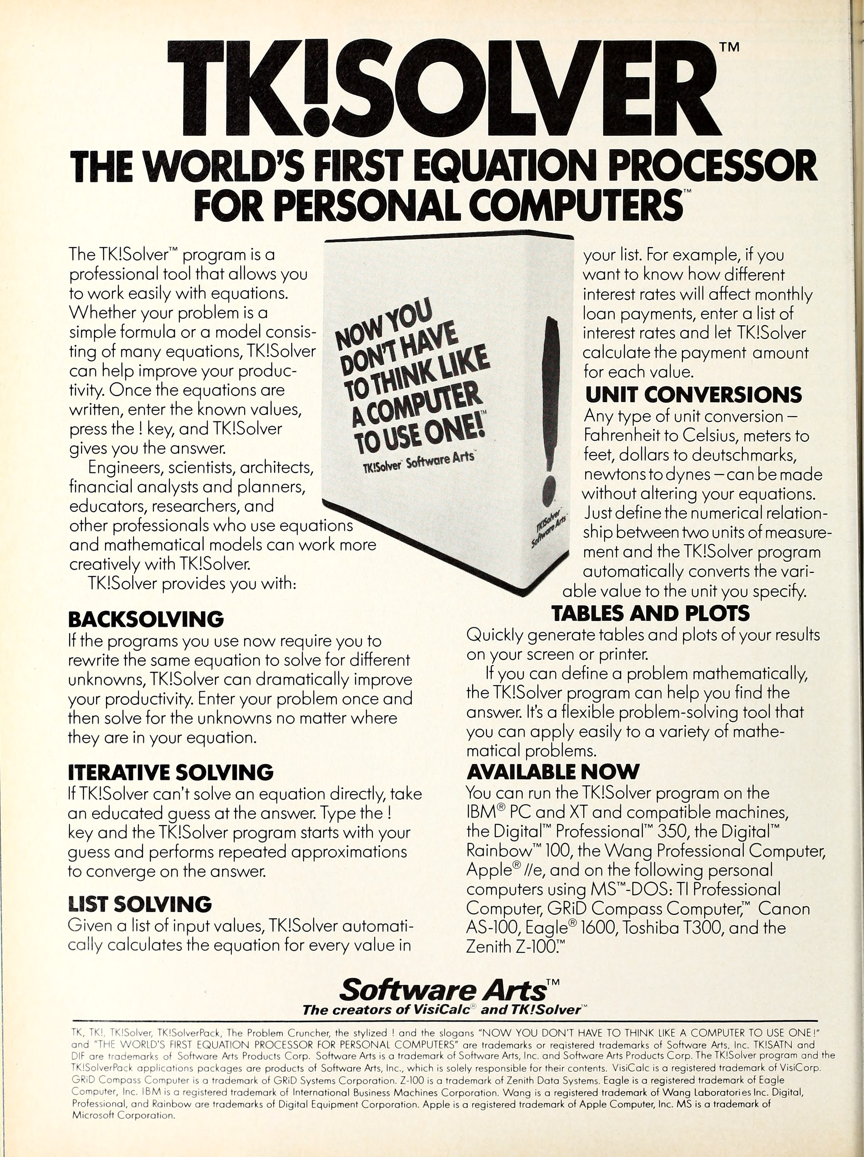 TK!SOLVER™
THE WORLD'S FIRST EQUATION PROCESSOR
FOR PERSONAL COMPUTERS™
The TK!Solver™ program is a
professional tool that allows you
to work easily with equations.
Whether your problem is a
simple formula or a model consis-
ting of many equations, TK!Solver
can help improve your produc-
tivity. Once the equations are
written, enter the known values,
press the ! key, and TK!Solver
gives you the answer.
Engineers, scientists, architects,
financial analysts and planners,
educators, researchers, and
other professionals who use equations
and mathematical models can work more
creatively with TK!Solver.
TK!Solver provides you with:
BACKSOLVING
If the programs you use now require you to
rewrite the same equation to solve for different
unknowns, TK!Solver can dramatically improve
your productivity. Enter your problem once and
then solve for the unknowns no matter where
they are in your equation.
ITERATIVE SOLVING
If TK!Solver can't solve an equation directly, take
an educated guess at the answer. Type the !
key and the TK!Solver program starts with your
guess and performs repeated approximations
to converge on the answer.
LIST SOLVING
Given a list of input values, TK!Solver automati-
cally calculates the equation for every value in
NOW YOU
DON'T HAVE
TO THINK LIKE
A COMPUTER
TO USE ONE!™
TK!Solver™ Software Arts™
!
TK!Solver™
Software Arts™
your list. For example, if you
want to know how different
interest rates will affect monthly
loan payments, enter a list of
interest rates and let TK!Solver
calculate the payment amount
for each value.
UNIT CONVERSIONS
Any type of unit conversion —
Fahrenheit to Celsius, meters to
feet, dollars to deutschmarks,
newtons to dynes — can be made
without altering your equations.
Just define the numerical relation-
ship between two units of measure-
ment and the TK!Solver program
automatically converts the vari-
able value to the unit you specify.
TABLES AND PLOTS
Quickly generate tables and plots of your results
on your screen or printer.
If you can define a problem mathematically,
the TK!Solver program can help you find the
answer. It's a flexible problem-solving tool that
you can apply easily to a variety of mathe-
matical problems.
AVAILABLE NOW
You can run the TK!Solver program on the
IBM® PC and XT and compatible machines,
the Digital™ Professional™ 350, the Digital™
Rainbow™ 100, the Wang Professional Computer,
Apple® //e, and on the following personal
computers using MS™-DOS: TI Professional
Computer, GRiD Compass Computer,™ Canon
AS-100, Eagle® 1600, Toshiba T300, and the
Zenith Z-100.™
Software Arts™
The creators of VisiCalc® and TK!Solver™
TK, TK!, TK!Solver, TK!SolverPack, The Problem Cruncher, the stylized ! and the slogans "NOW YOU DON'T HAVE TO THINK LIKE A COMPUTER TO USE ONE!"
and "THE WORLD'S FIRST EQUATION PROCESSOR FOR PERSONAL COMPUTERS" are trademarks or registered trademarks of Software Arts, Inc. TK!SATN and
DIF are trademarks of Software Arts Products Corp. Software Arts is a trademark of Software Arts, Inc. and Software Arts Products Corp. The TK!Solver program and the
TK!SolverPack applications packages are products of Software Arts, Inc., which is solely responsible for their contents. VisiCalc is a registered trademark of VisiCorp.
GRiD Compass Computer is a trademark of GRiD Systems Corporation. Z-100 is a trademark of Zenith Data Systems. Eagle is a registered trademark of Eagle
Computer, Inc. IBM is a registered trademark of International Business Machines Corporation. Wang is a registered trademark of Wang Laboratories Inc. Digital,
Professional, and Rainbow are trademarks of Digital Equipment Corporation. Apple is a registered trademark of Apple Computer, Inc. MS is a trademark of
Microsoft Corporation.